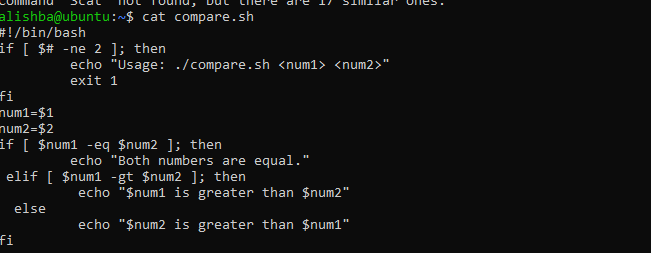 Command 'Scat' not found, but there are 17 similar ones.
alishba@ubuntu:~$ cat compare.sh
#!/bin/bash
if [ $# -ne 2 ]; then
        echo "Usage: ./compare.sh <num1> <num2>"
        exit 1
fi
num1=$1
num2=$2
if [ $num1 -eq $num2 ]; then
        echo "Both numbers are equal."
 elif [ $num1 -gt $num2 ]; then
         echo "$num1 is greater than $num2"
  else
         echo "$num2 is greater than $num1"
fi